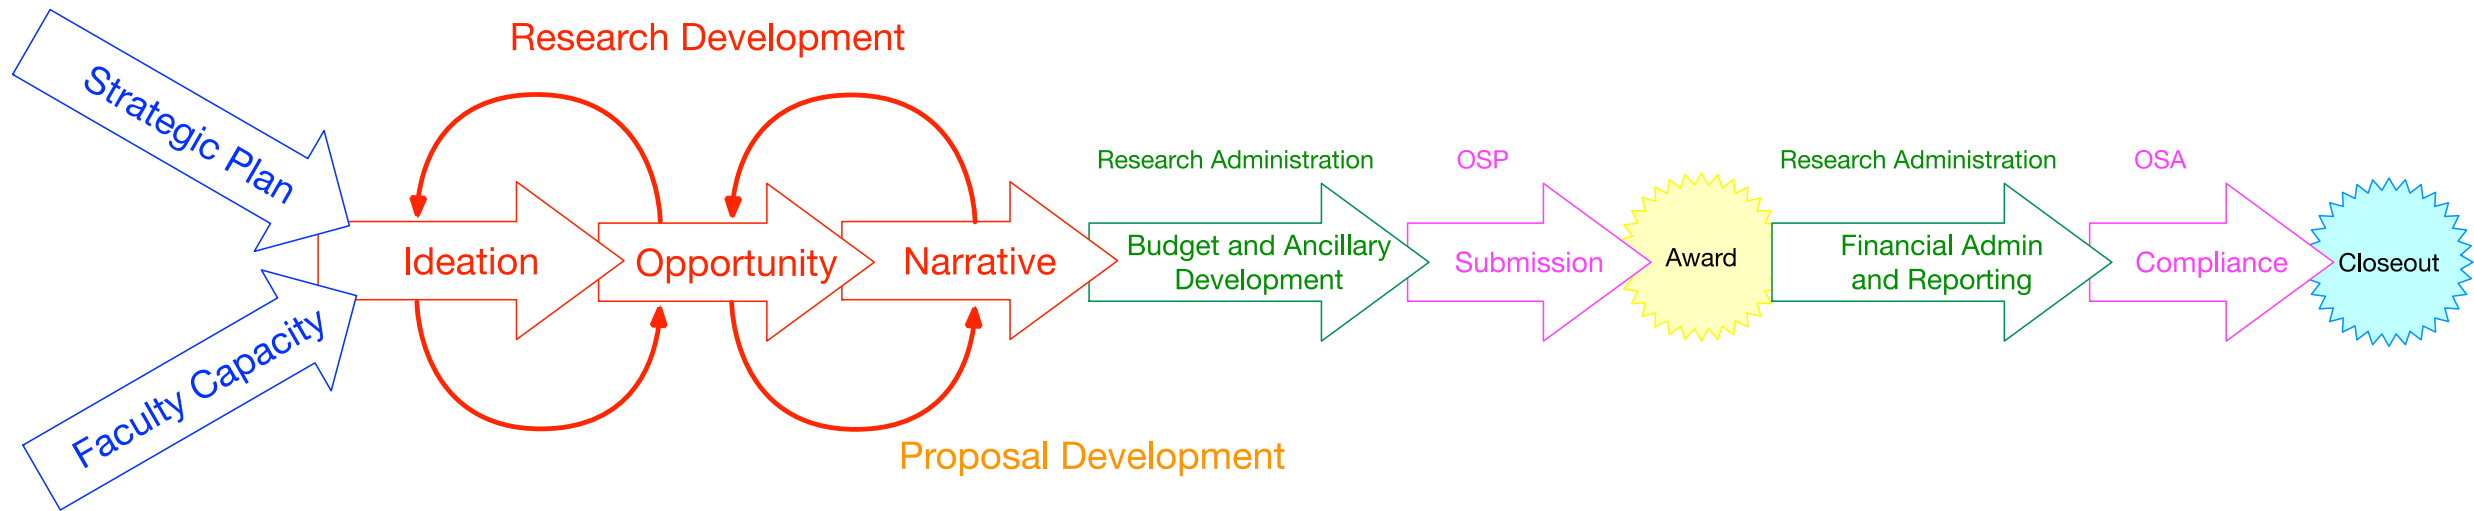 Research Development
Strategic Plan
Faculty Capacity
Ideation
Opportunity
Narrative
Proposal Development
Research Administration
Budget and Ancillary
Development
OSP
Submission
Award
Research Administration
Financial Admin
and Reporting
OSA
Compliance
Closeout